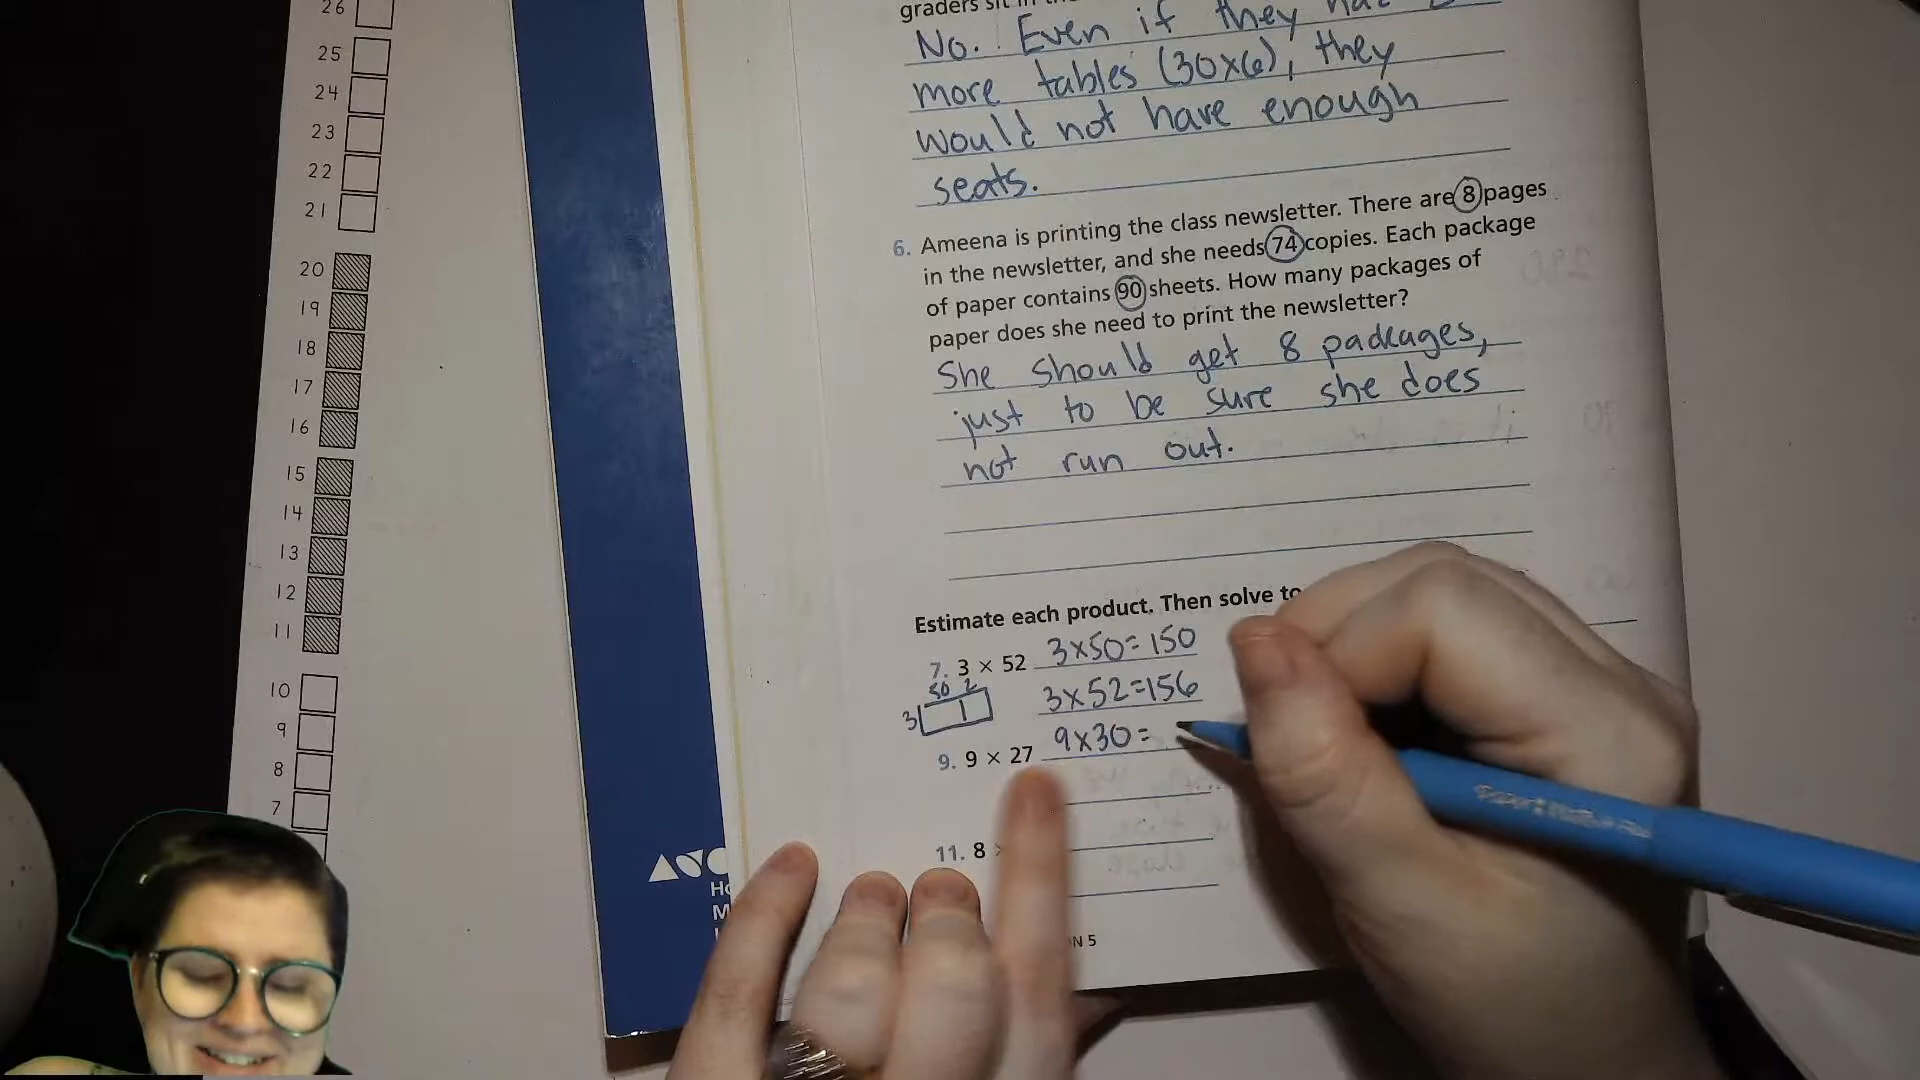 26
25
24
23
22
21
20
19
18
17
16
15
14
13
12
11
10
9
8
7
graders sit in
No. Even if they
more tables (30x6), they
would not have enough
seats.
6. Ameena is printing the class newsletter. There are 8 pages
in the newsletter, and she needs 74 copies. Each package
of paper contains 90 sheets. How many packages of
paper does she need to print the newsletter?
She should get 8 packages,
just to be sure she does
not run out.
Estimate each product. Then solve to
7. 3 × 52 3x50=150
50 2
3 3x52=156
9. 9 × 27 9x30=
11. 8
N 5